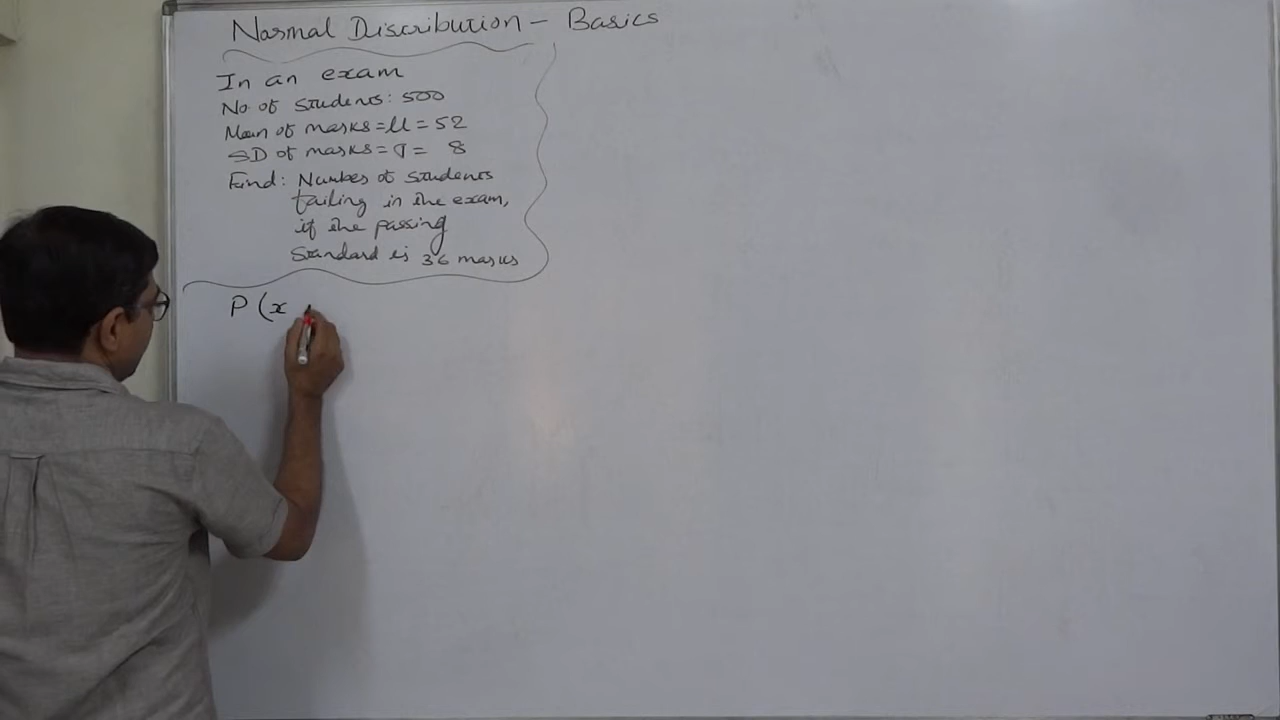 Normal Discribution - Basics
In an exam
No of students: 500
Mean of marks = μ = 52
SD of marks = σ = 8
Find: Number of students
failing in the exam,
if the passing
Standard is 36 marks
P (x